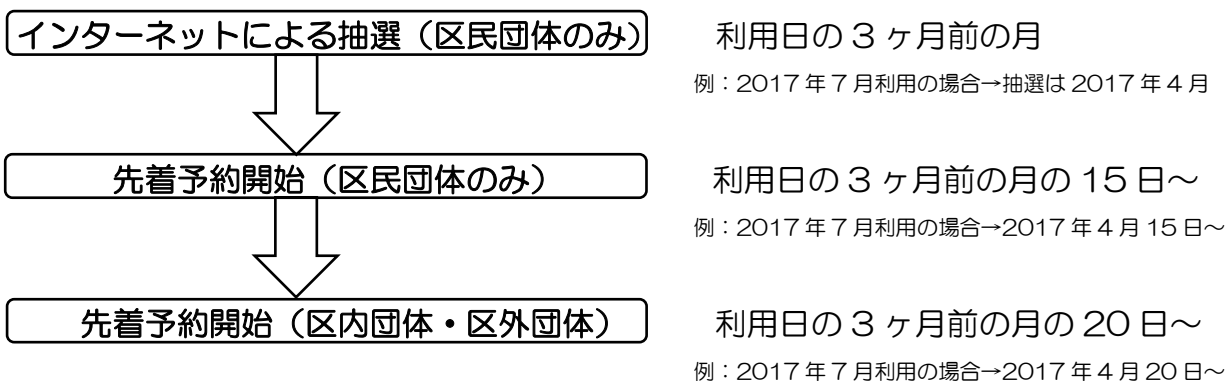 インターネットによる抽選（区民団体のみ） 利用日の３ヶ月前の月
例：2017年７月利用の場合→抽選は2017年４月
先着予約開始（区民団体のみ） 利用日の３ヶ月前の月の15日～
例：2017年７月利用の場合→2017年４月15日～
先着予約開始（区内団体・区外団体） 利用日の３ヶ月前の月の20日～
例：2017年７月利用の場合→2017年４月20日～